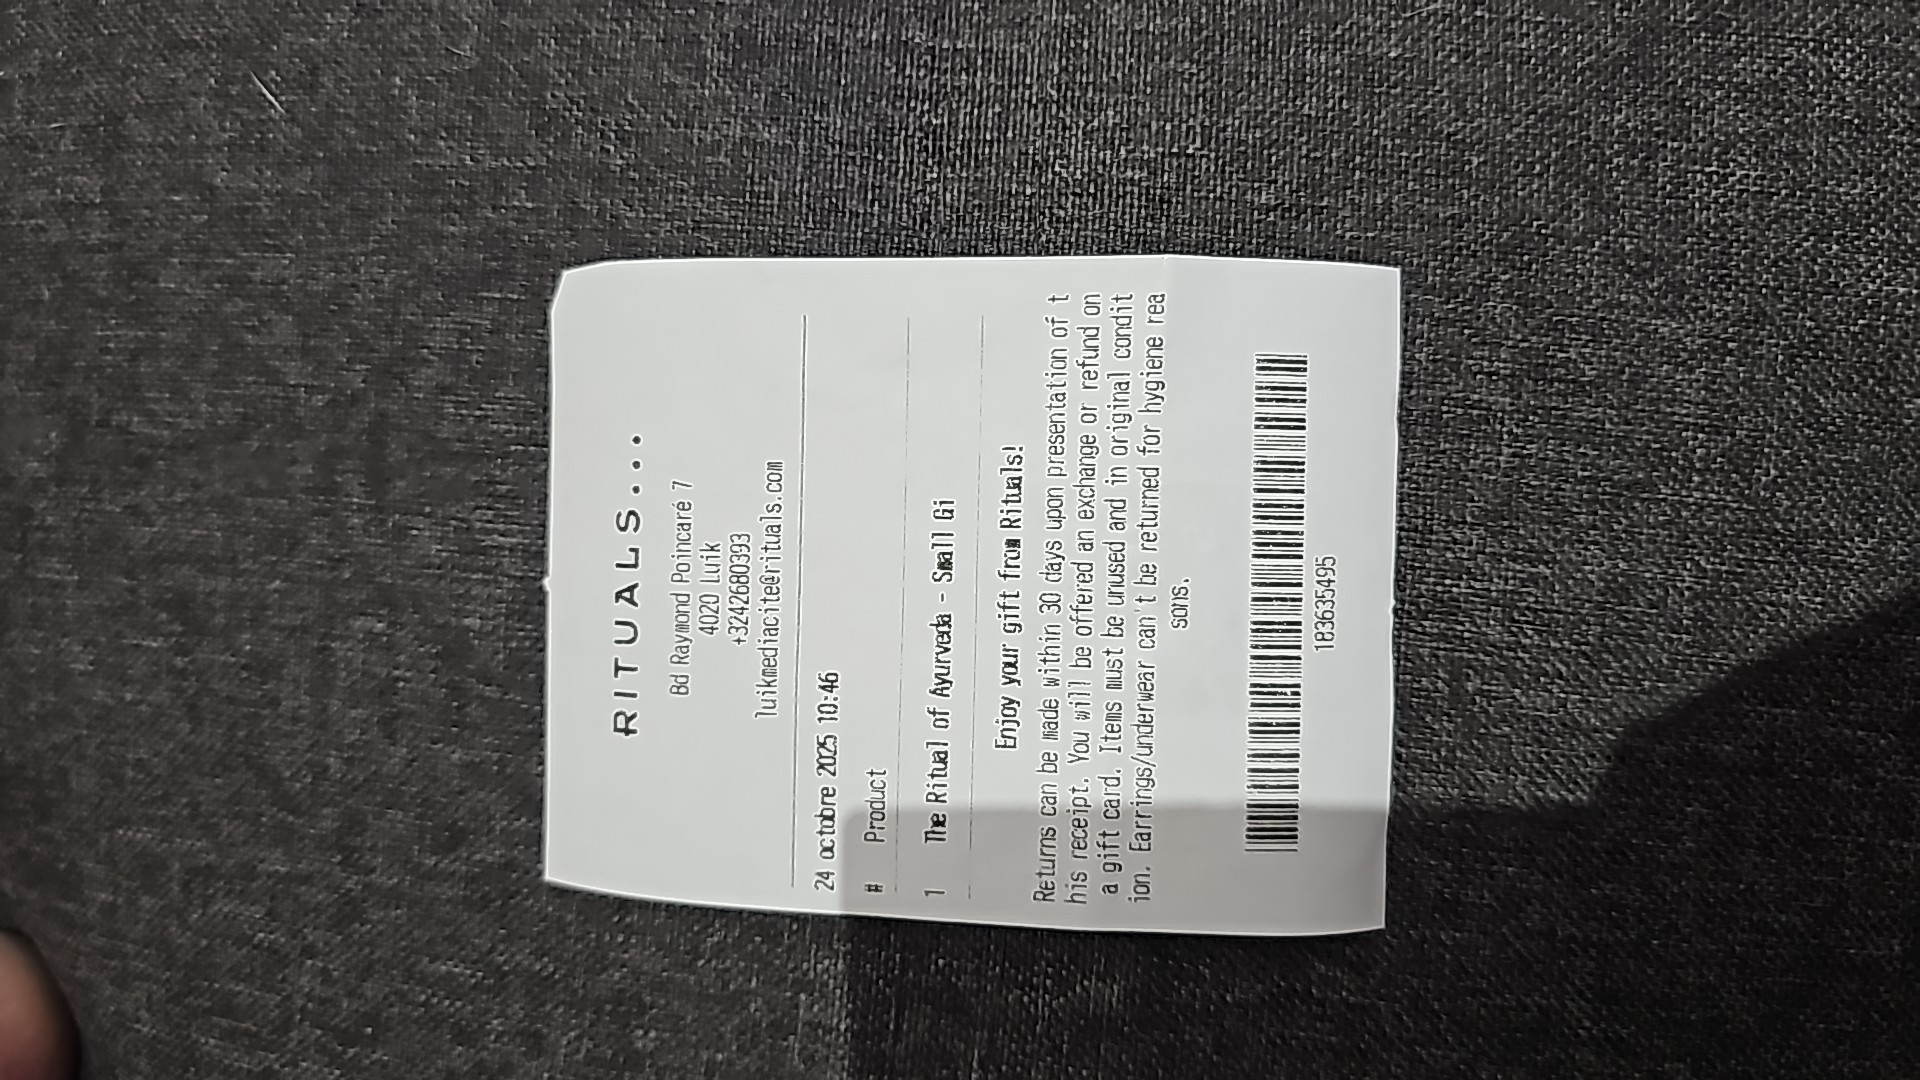 RITUALS...
Bd Raymond Poincaré 7
4020 Luik
+3242680393
luikmediacite@rituals.com
24 octobre 2025 10:46
# Product
1 The Ritual of Ayurveda - Small Gi
Enjoy your gift from Rituals!
Returns can be made within 30 days upon presentation of t
his receipt. You will be offered an exchange or refund on
a gift card. Items must be unused and in original condit
ion. Earrings/underwear can't be returned for hygiene rea
sons.
183635495